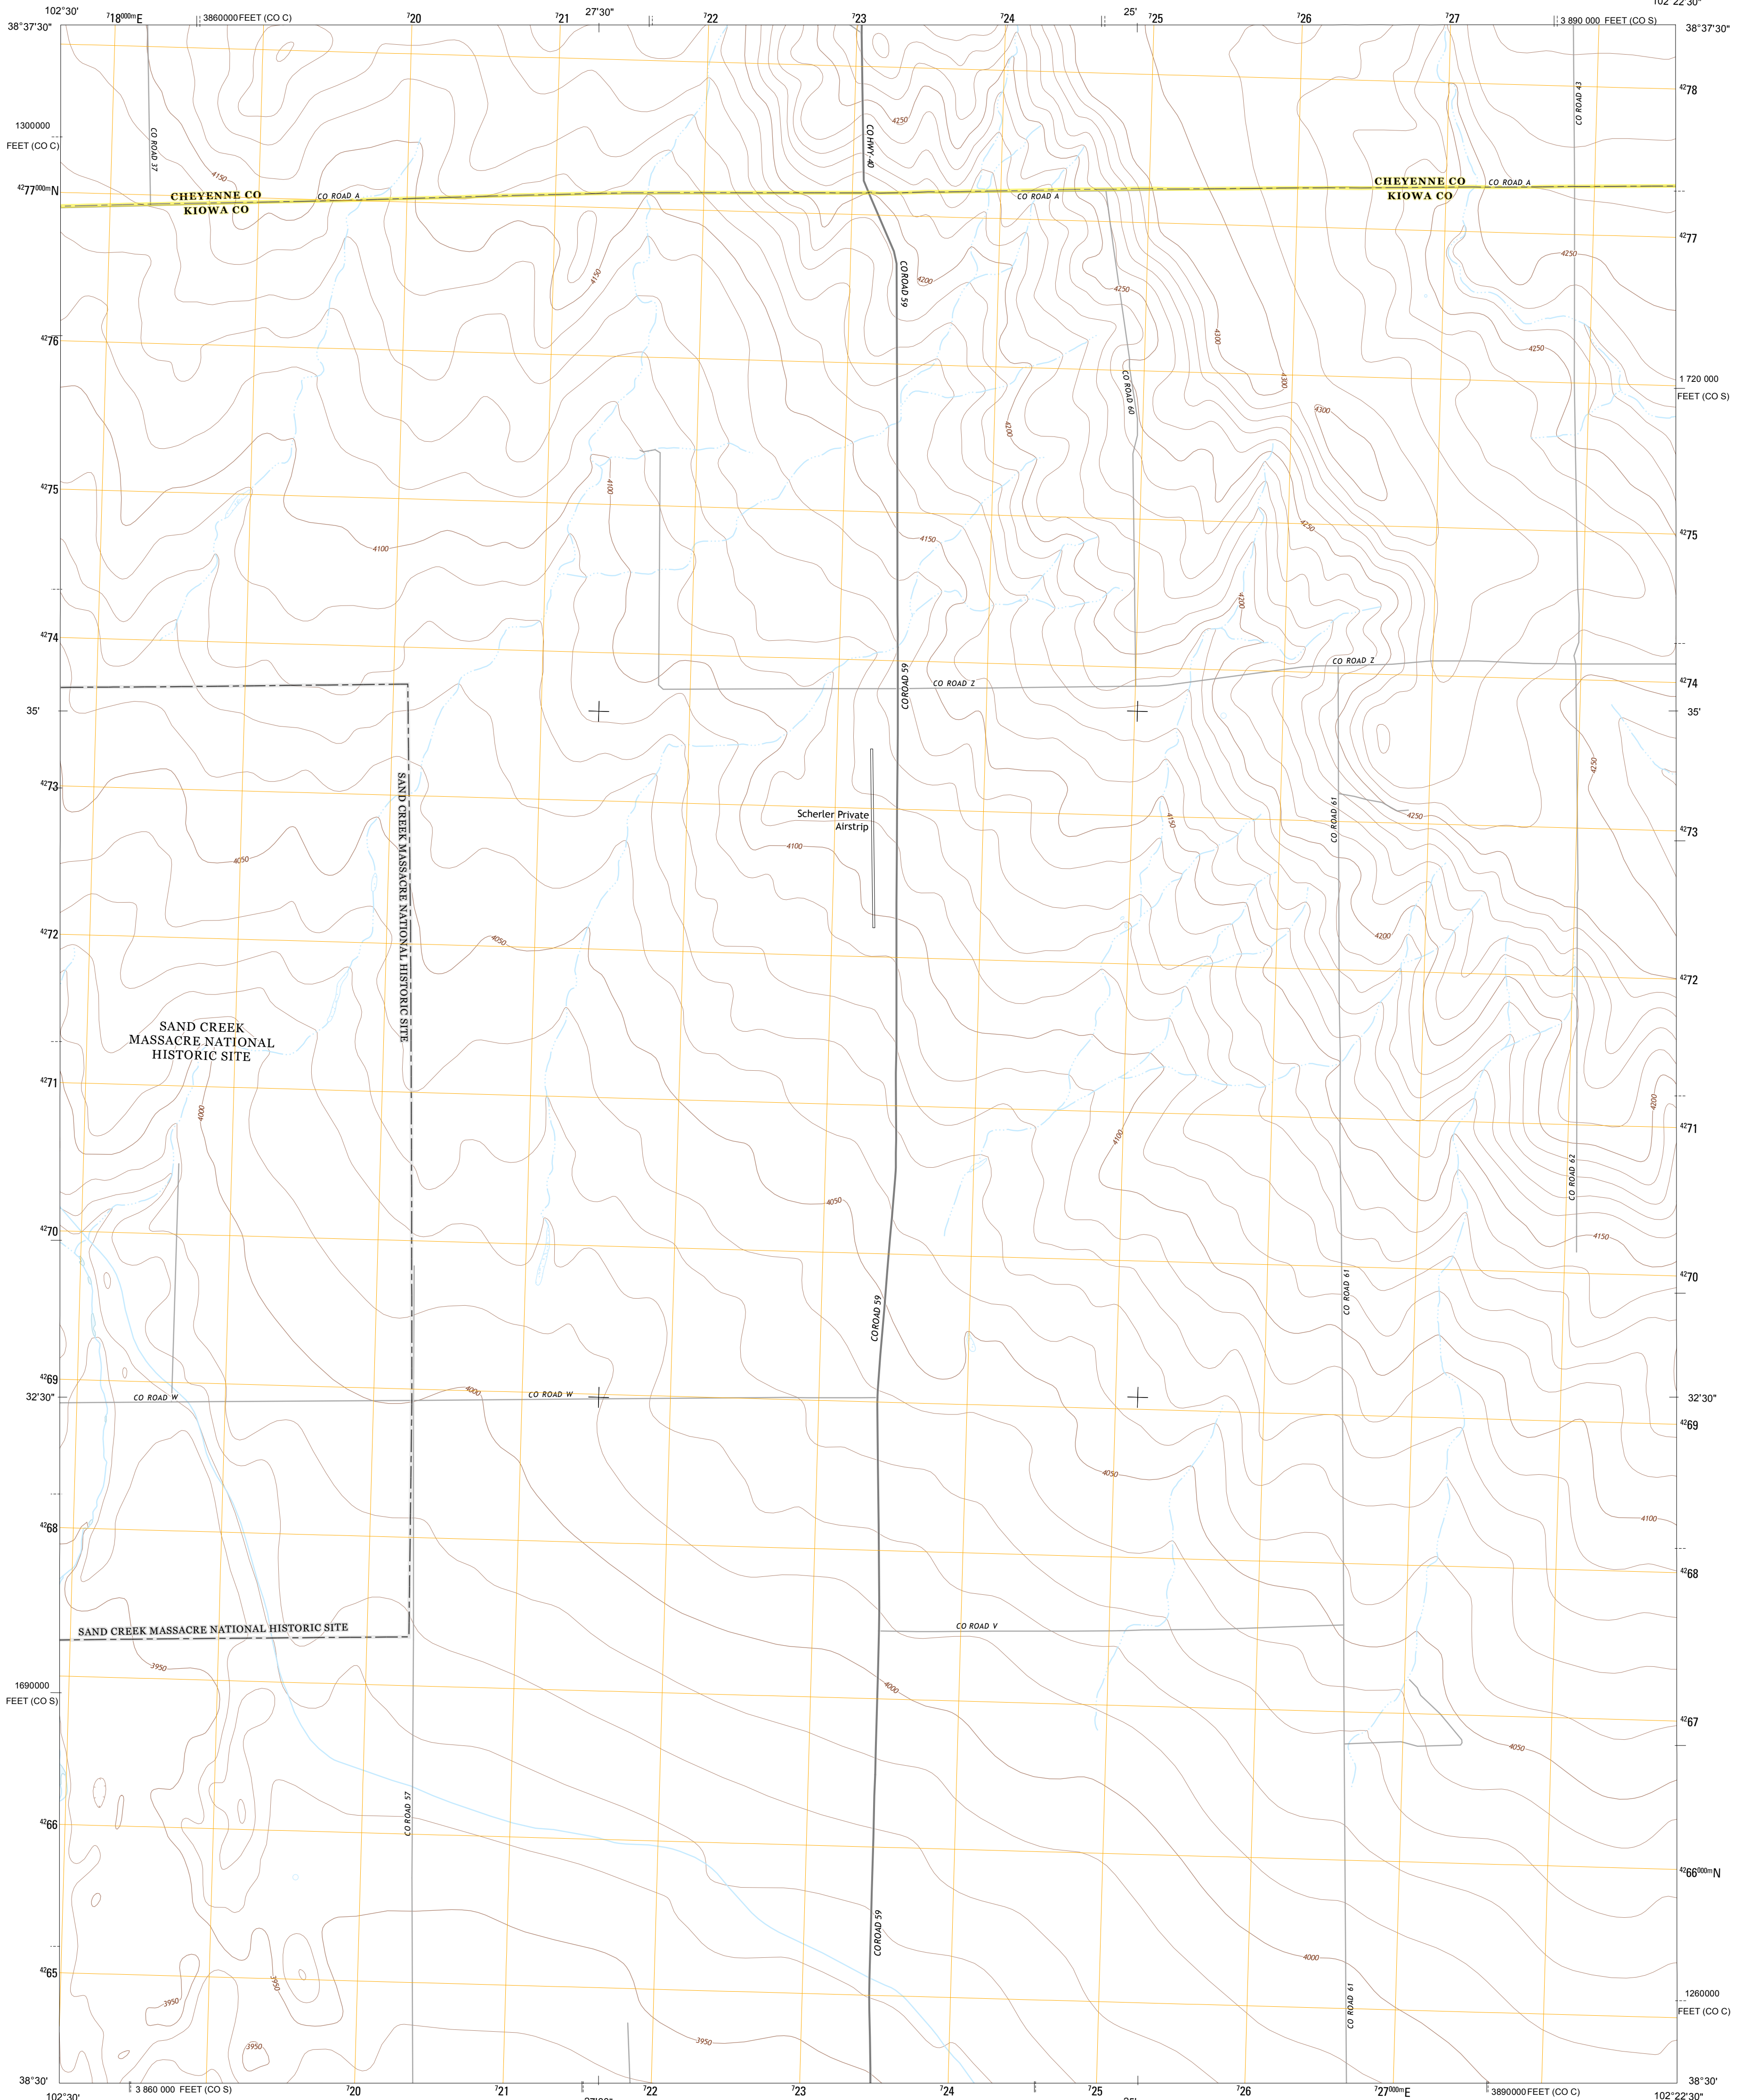 102°30'
⁷18⁰⁰⁰ᵐE
3860000 FEET (CO C)
⁷20
⁷21
27'30"
⁷22
⁷23
⁷24
25'
⁷25
⁷26
⁷27
3 890 000 FEET (CO S)
102°22'30"
38°37'30"
38°37'30"
⁴²78
CO ROAD 43
1300000
FEET (CO C)
CO ROAD 37
4250
CO HWY 40
4150
⁴²77⁰⁰⁰ᵐN
CHEYENNE CO
KIOWA CO
CO ROAD A
CO ROAD A
CHEYENNE CO
KIOWA CO
CO ROAD A
⁴²77
4150
CO ROAD 59
4200
4250
4250
4300
⁴²76
4250
4300
1 720 000
FEET (CO S)
CO ROAD 60
4300
4200
⁴²75
4100
4100
4150
4250
⁴²75
4200
⁴²74
CO ROAD Z
CO ROAD 59
CO ROAD Z
⁴²74
35'
35'
⁴²73
SAND CREEK MASSACRE NATIONAL HISTORIC SITE
4250
Scherler Private
Airstrip
4150
CO ROAD 61
4250
⁴²73
4050
4100
⁴²72
4050
4200
⁴²72
SAND CREEK
MASSACRE NATIONAL
HISTORIC SITE
⁴²71
4000
4100
4200
⁴²71
CO ROAD 62
4050
⁴²70
4150
⁴²70
CO ROAD 59
CO ROAD 61
⁴²69
32'30"
CO ROAD W
4000
CO ROAD W
32'30"
⁴²69
4050
4100
⁴²68
⁴²68
SAND CREEK MASSACRE NATIONAL HISTORIC SITE
CO ROAD V
3950
4000
1690000
FEET (CO S)
⁴²67
4050
CO ROAD 57
⁴²66
⁴²66⁰⁰⁰ᵐN
CO ROAD 59
4000
⁴²65
3950
3950
CO ROAD 61
1260000
FEET (CO C)
3950
3950
38°30'
38°30'
102°30'
3 860 000 FEET (CO S)
⁷20
⁷21
⁷22
⁷23
⁷24
⁷25
⁷26
⁷27⁰⁰⁰ᵐE
3890000 FEET (CO C)
102°22'30"